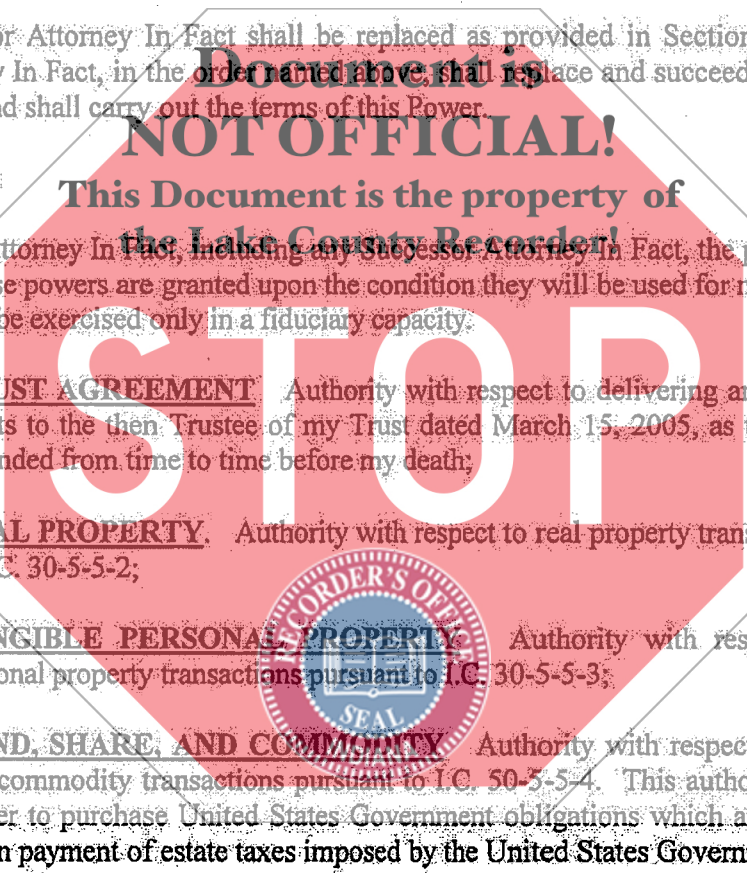 or Attorney In Fact shall be replaced as provided in Section
Document is
y In Fact, in the order named above, shall replace and succeed
nd shall carry out the terms of this Power.
NOT OFFICIAL!
This Document is the property of
the Lake County Recorder!
ttorney In Fact, including any Successor Attorney In Fact, the
se powers are granted upon the condition they will be used for
be exercised only in a fiduciary capacity.
STOP
UST AGREEMENT Authority with respect to delivering
ts to the then Trustee of my Trust dated March 15, 2005, as
nded from time to time before my death;
AL PROPERTY. Authority with respect to real property tran
C. 30-5-5-2;
RECORDER'S OFFICE
NGIBLE PERSONAL PROPERTY. Authority with res
onal property transactions pursuant to I.C. 30-5-5-3;
SEAL
INDIANA
ND, SHARE, AND COMMODITY. Authority with respec
commodity transactions pursuant to I.C. 50-5-5-4. This autho
er to purchase United States Government obligations which a
n payment of estate taxes imposed by the United States Govern